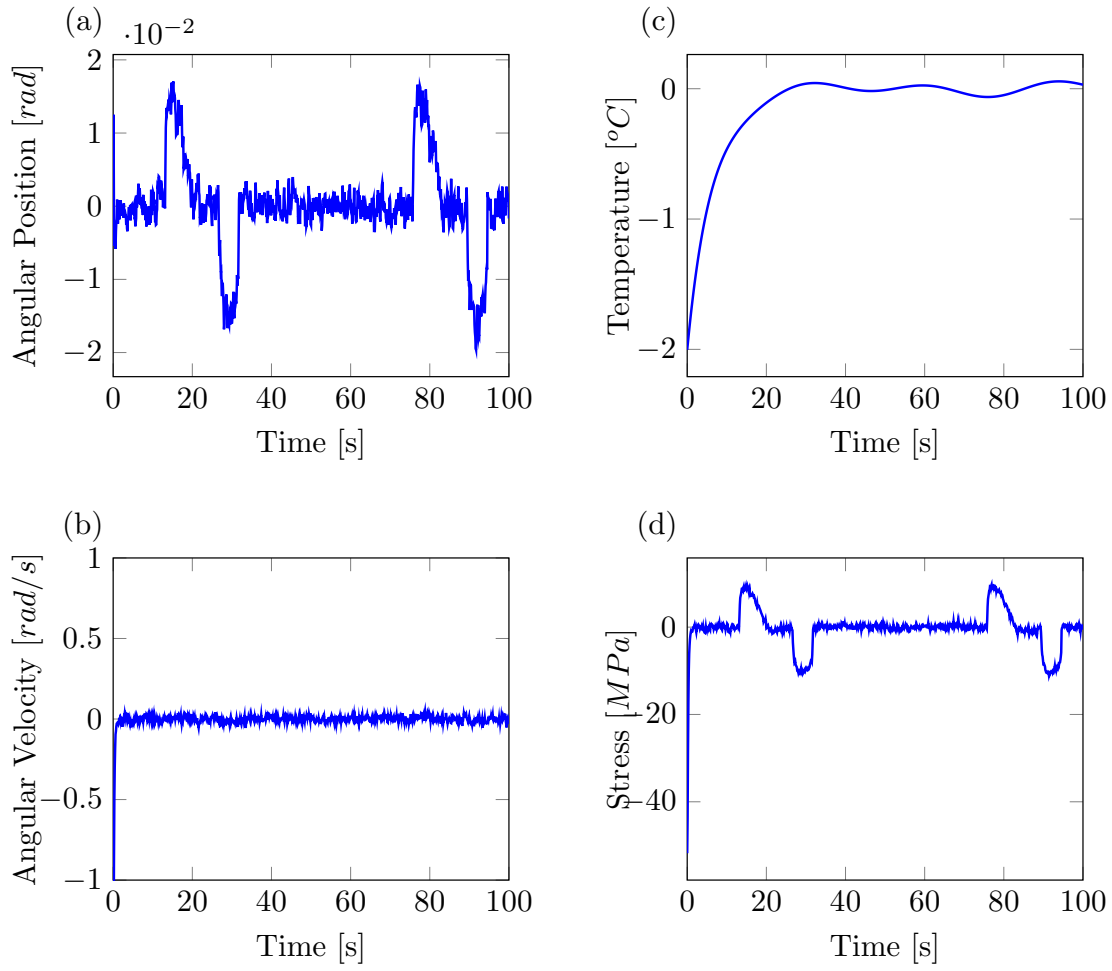 (a)
·10−2
2
1
0
−1
−2
Angular Position [rad]
0 20 40 60 80 100
Time [s]
(c)
0
−1
−2
Temperature [oC]
0 20 40 60 80 100
Time [s]
(b)
1
0.5
0
−0.5
−1
Angular Velocity [rad/s]
0 20 40 60 80 100
Time [s]
(d)
0
−20
−40
Stress [MPa]
0 20 40 60 80 100
Time [s]